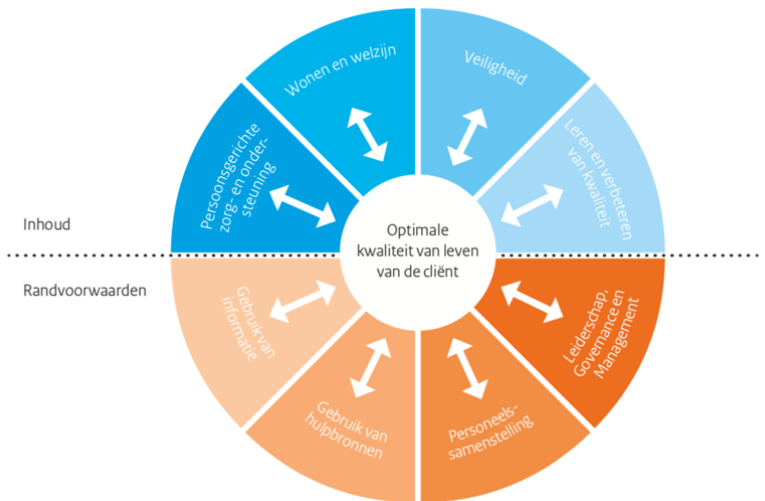 Wonen en welzijn
Veiligheid
Persoonsgerichte
zorg- en onder-
steuning
Leren en verbeteren
van kwaliteit
Inhoud
Optimale
kwaliteit van leven
van de cliënt
Randvoorwaarden
Gebruik van
informatie
Leiderschap,
Governance en
Management
Gebruik van
hulpbronnen
Personeels-
samenstelling